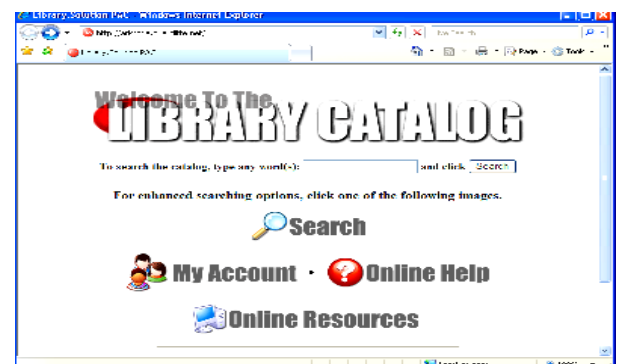 Library.Solution PAC - Windows Internet Explorer
Page Tools
Welcome To The
LIBRARY CATALOG
To search the catalog, type any word(s): and click Search
For enhanced searching options, click one of the following images.
Search
My Account · Online Help
Online Resources